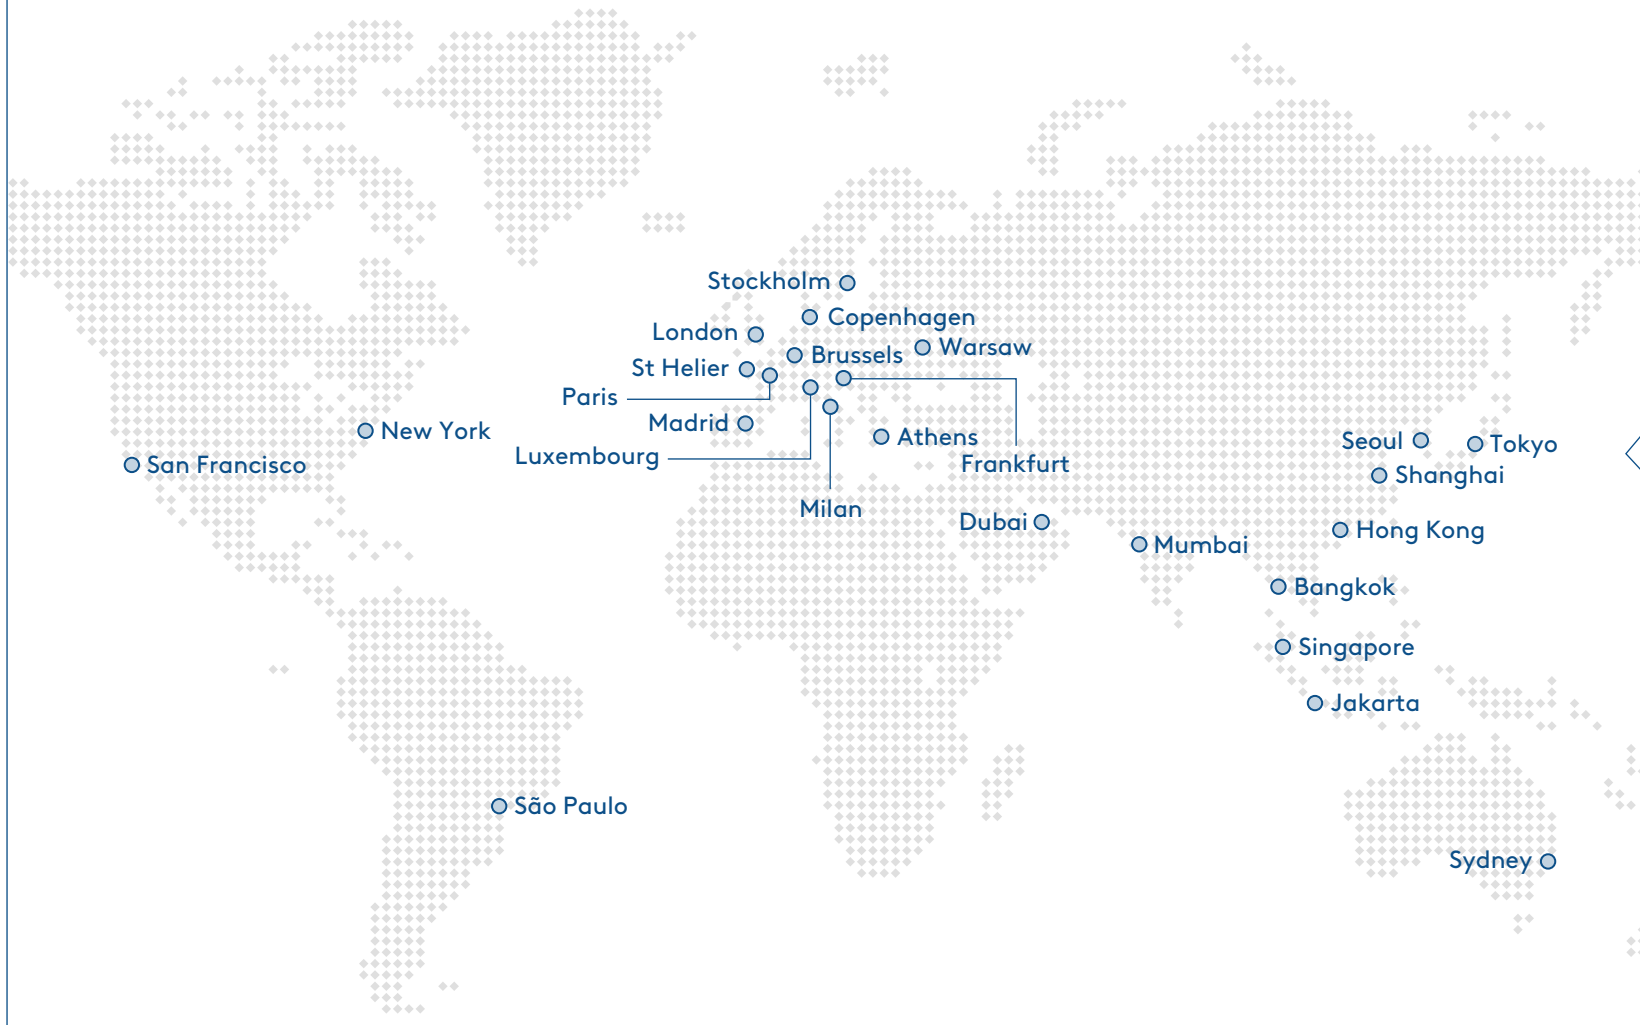 Stockholm
Copenhagen
London
Warsaw
Brussels
St Helier
Paris
Madrid
New York
Athens
Seoul
Tokyo
Luxembourg
Frankfurt
San Francisco
Shanghai
Milan
Dubai
Hong Kong
Mumbai
Bangkok
Singapore
Jakarta
São Paulo
Sydney